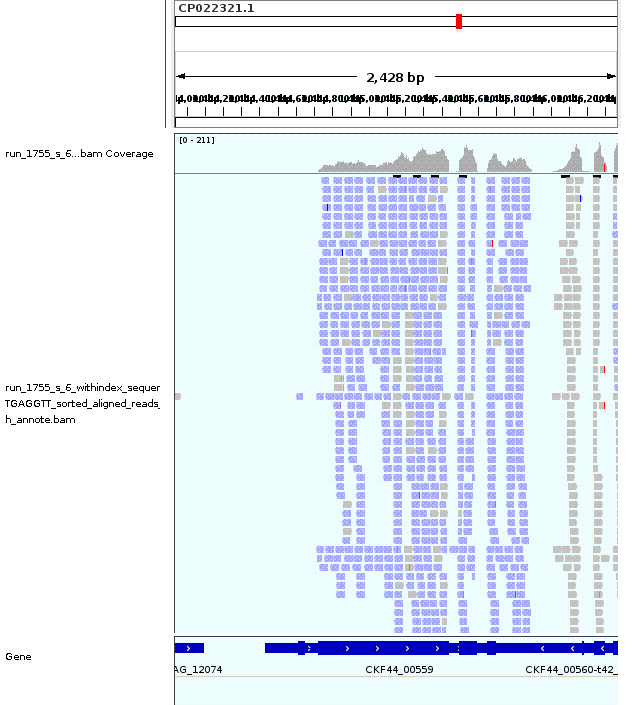 CP022321.1
2,428 bp
[0 - 211]
run_1755_s_6...bam Coverage
run_1755_s_6_withindex_sequer
TGAGGTT_sorted_aligned_reads_
h_annote.bam
Gene
AG_12074 CKF44_00559 CKF44_00560-t42_